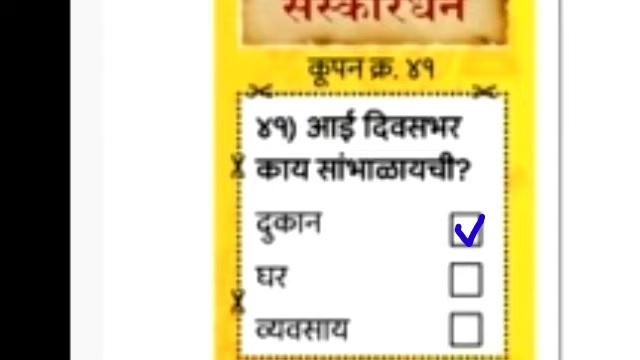 संस्कारधन
कूपन क्र. ४१
४१) आई दिवसभर
काय सांभाळायची?
दुकान
घर
व्यवसाय